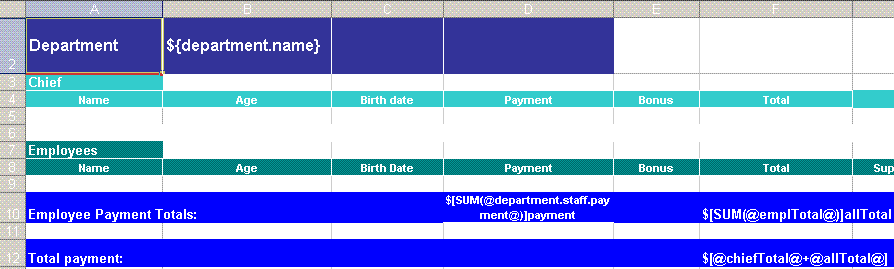 A B C D E F
2 Department ${department.name}
3 Chief
4 Name Age Birth date Payment Bonus Total
5
6
7 Employees
8 Name Age Birth Date Payment Bonus Total Sup
9
$[SUM(@department.staff.pay
10 Employee Payment Totals: ment@)]payment $[SUM(@emplTotal@)]allTotal
11
12 Total payment: $[@chiefTotal@+@allTotal@]